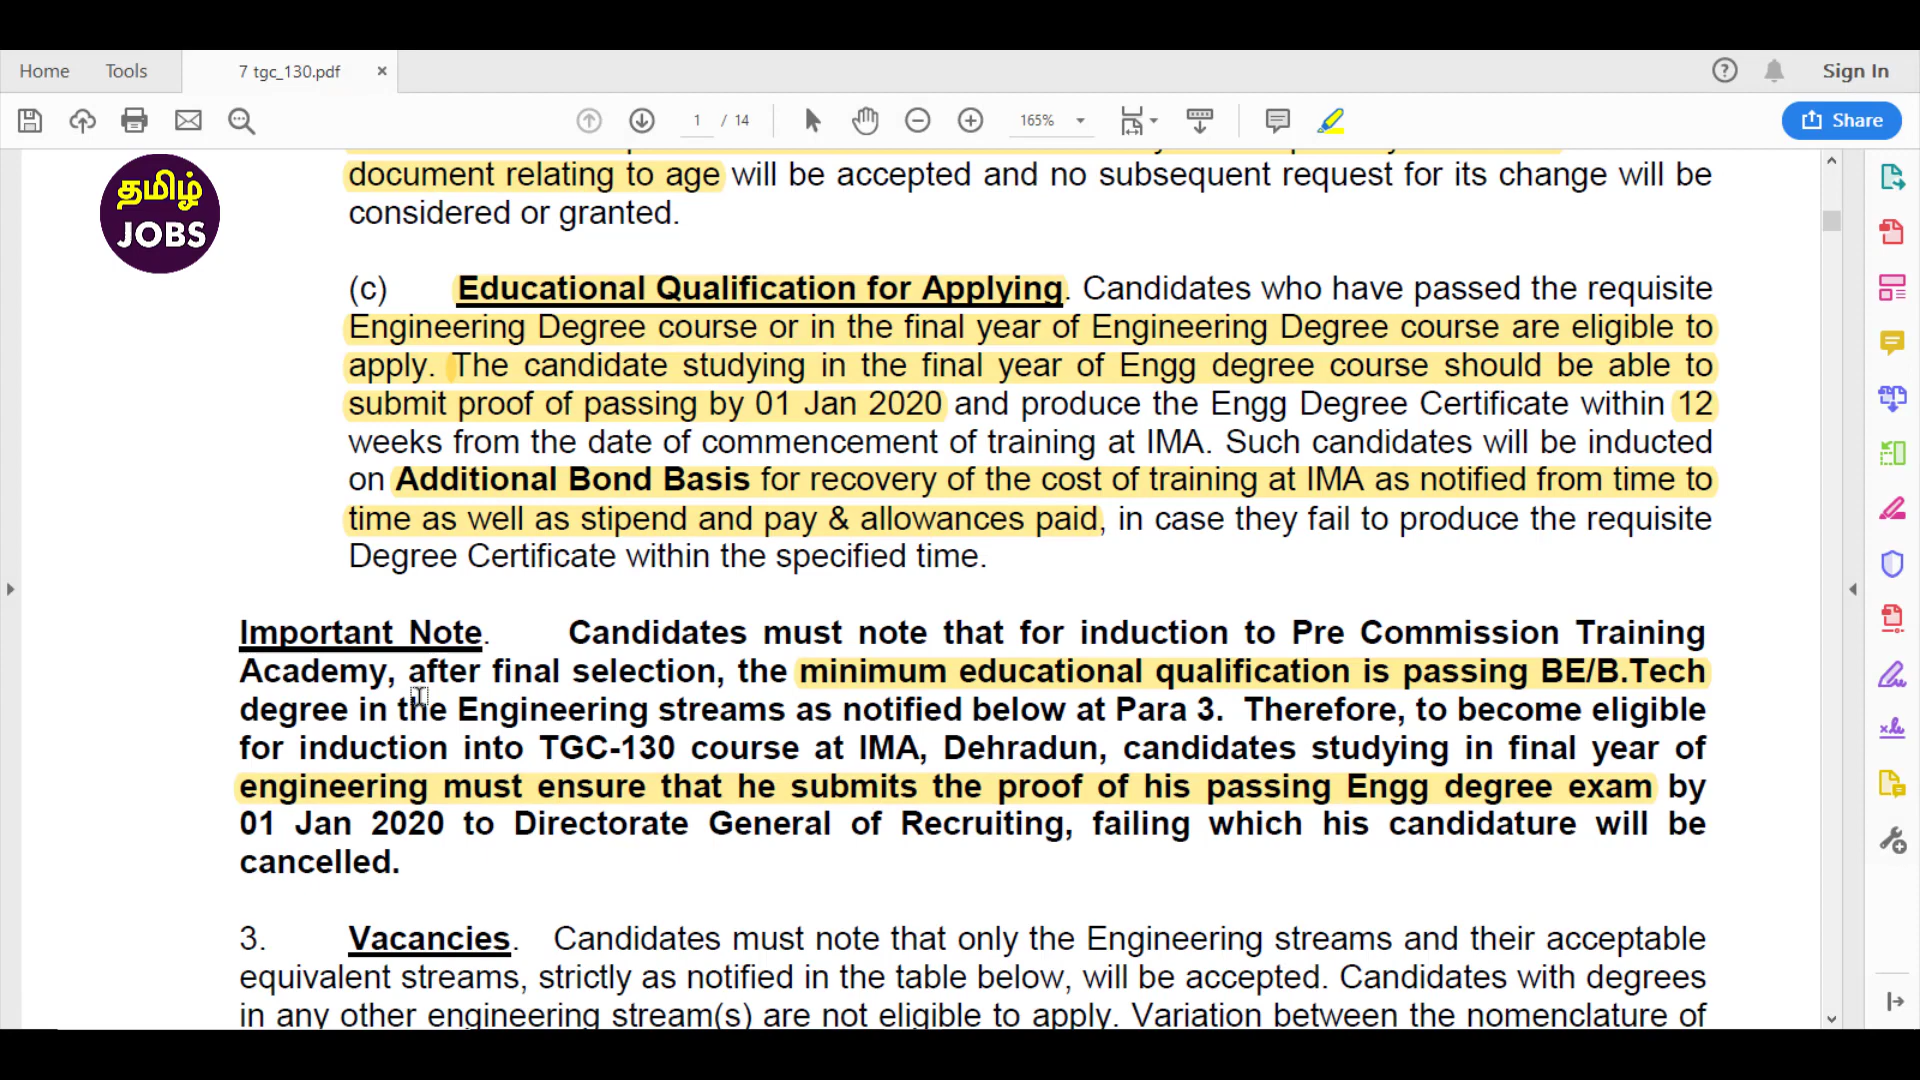 Home Tools 7 tgc_130.pdf × Sign In
1 / 14 165% Share
தமிழ்
JOBS
document relating to age will be accepted and no subsequent request for its change will be
considered or granted.
(c) Educational Qualification for Applying. Candidates who have passed the requisite
Engineering Degree course or in the final year of Engineering Degree course are eligible to
apply. The candidate studying in the final year of Engg degree course should be able to
submit proof of passing by 01 Jan 2020 and produce the Engg Degree Certificate within 12
weeks from the date of commencement of training at IMA. Such candidates will be inducted
on Additional Bond Basis for recovery of the cost of training at IMA as notified from time to
time as well as stipend and pay & allowances paid, in case they fail to produce the requisite
Degree Certificate within the specified time.
Important Note. Candidates must note that for induction to Pre Commission Training
Academy, after final selection, the minimum educational qualification is passing BE/B.Tech
degree in the Engineering streams as notified below at Para 3. Therefore, to become eligible
for induction into TGC-130 course at IMA, Dehradun, candidates studying in final year of
engineering must ensure that he submits the proof of his passing Engg degree exam by
01 Jan 2020 to Directorate General of Recruiting, failing which his candidature will be
cancelled.
3. Vacancies. Candidates must note that only the Engineering streams and their acceptable
equivalent streams, strictly as notified in the table below, will be accepted. Candidates with degrees
in any other engineering stream(s) are not eligible to apply. Variation between the nomenclature of